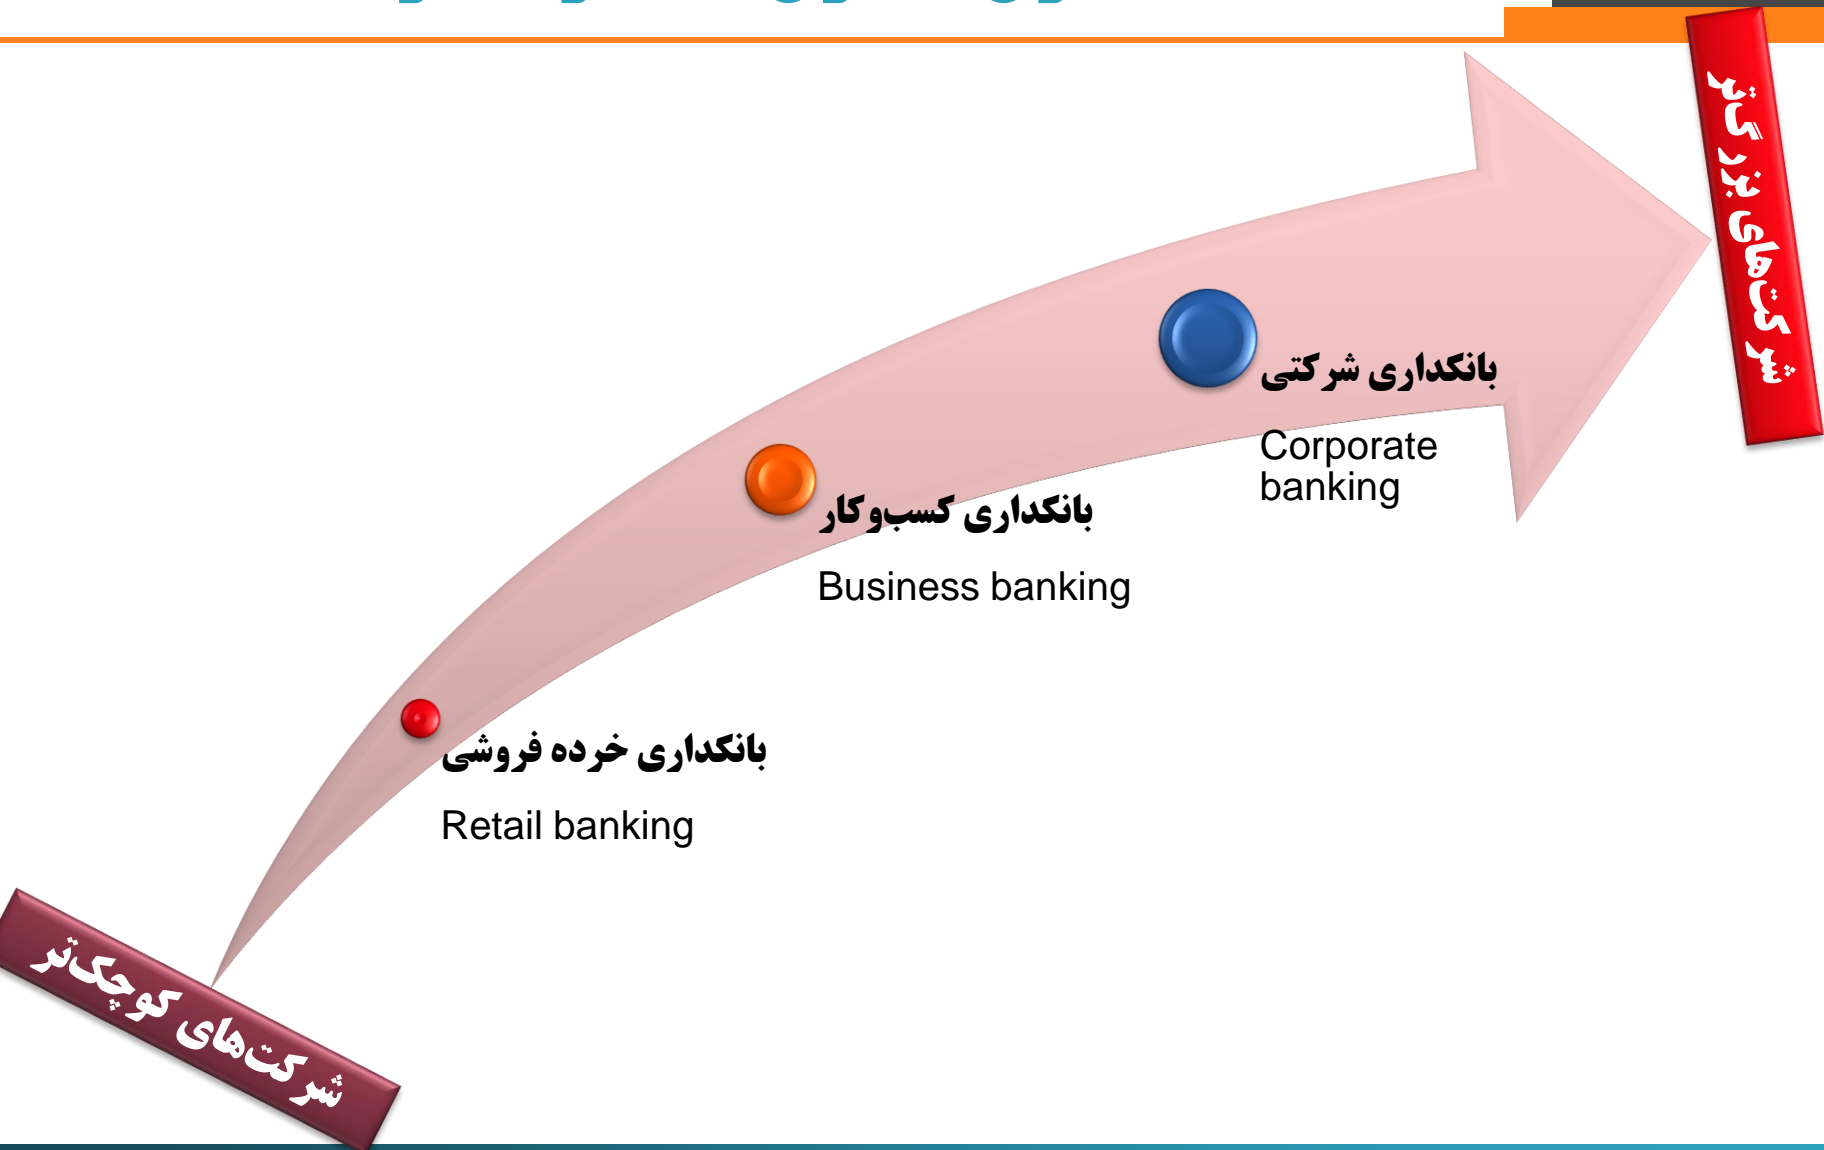 شرکت‌های بزرگ‌تر
بانکداری شرکتی
Corporate
banking
بانکداری کسب‌وکار
Business banking
بانکداری خرده فروشی
Retail banking
شرکت‌های کوچک‌تر